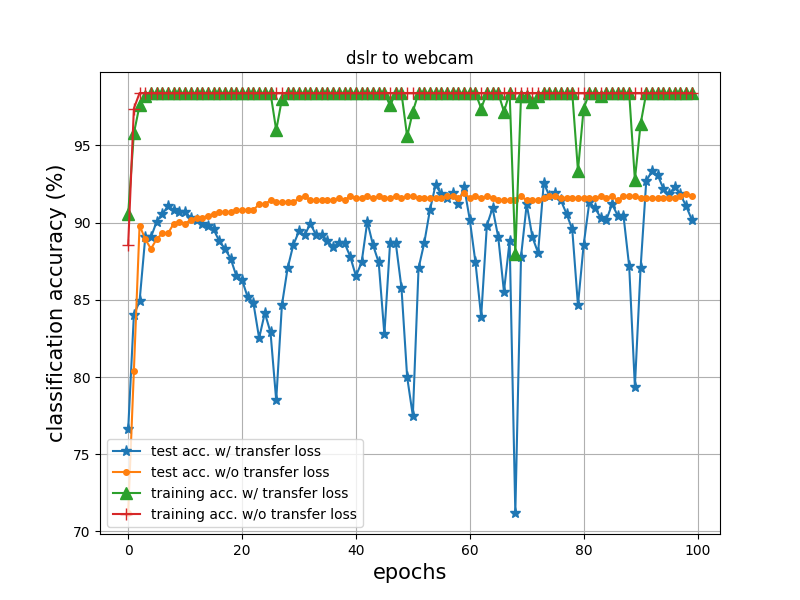 dslr to webcam
classification accuracy (%)
95
90
85
80
75
70
test acc. w/ transfer loss
test acc. w/o transfer loss
training acc. w/ transfer loss
training acc. w/o transfer loss
0 20 40 60 80 100
epochs